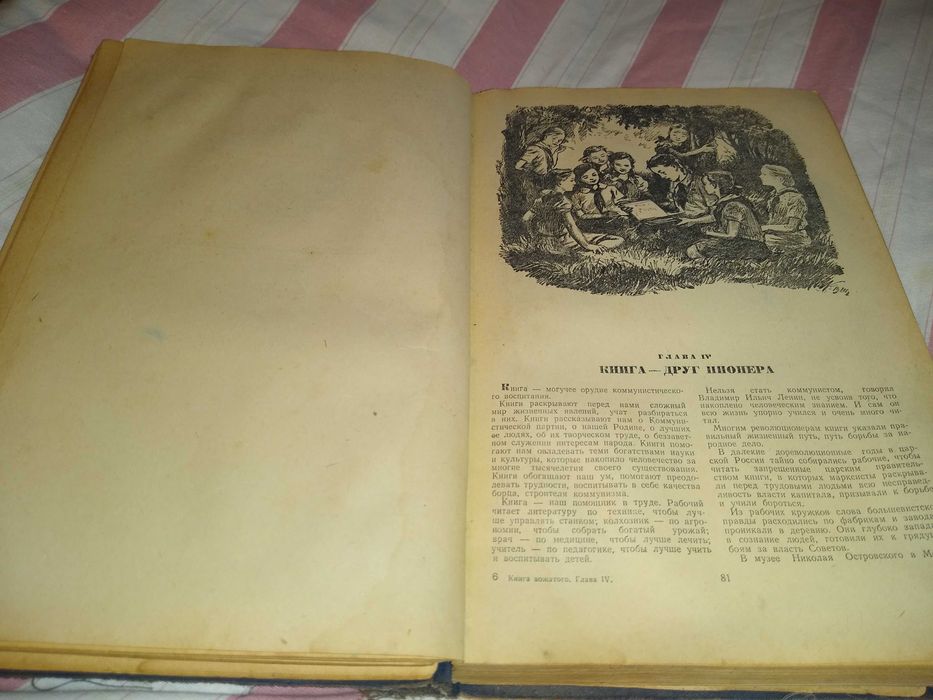 ГЛАВА IV
КНИГА — ДРУГ ПИОНЕРА
Книга — могучее орудие коммунистическо-
го воспитания.
Книги раскрывают перед нами сложный
мир жизненных явлений, учат разбираться
в них. Книги рассказывают нам о Коммуни-
стической партии, о нашей Родине, о лучших
ее людях, об их творческом труде, о беззавет-
ном служении интересам народа. Книги помо-
гают нам овладевать теми богатствами науки
и культуры, которые накопило человечество за
многие тысячелетия своего существования.
Книги обогащают наш ум, помогают преодо-
левать трудности, воспитывать в себе качества
борца, строителя коммунизма.
Книга — наш помощник в труде. Рабочий
читает литературу по технике, чтобы луч-
ше управлять станком; колхозник — по агро-
номии, чтобы собрать богатый урожай;
врач — по медицине, чтобы лучше лечить;
учитель — по педагогике, чтобы лучше учить
и воспитывать детей.
6 Книга вожатого. Глава IV.
81
Нельзя стать коммунистом, говорил
Владимир Ильич Ленин, не усвоив того, что
накоплено человеческим знанием. И сам он
всю жизнь упорно учился и очень много чи-
тал.
Многим революционерам книги указали пра-
вильный жизненный путь, путь борьбы за на-
родное дело.
В далекие дореволюционные годы в цар-
ской России тайно собирались рабочие, чтобы
читать запрещенные царским правитель-
ством книги, в которых марксисты раскрыва-
ли перед трудовыми людьми всю несправед-
ливость власти капитала, призывали к борьбе
и учили бороться.
Из рабочих кружков слова большевистско
правды расходились по фабрикам и завода
проникали в деревню. Они глубоко запада
в сознание людей, готовили их к гряду
боям за власть Советов.
В музее Николая Островского в М